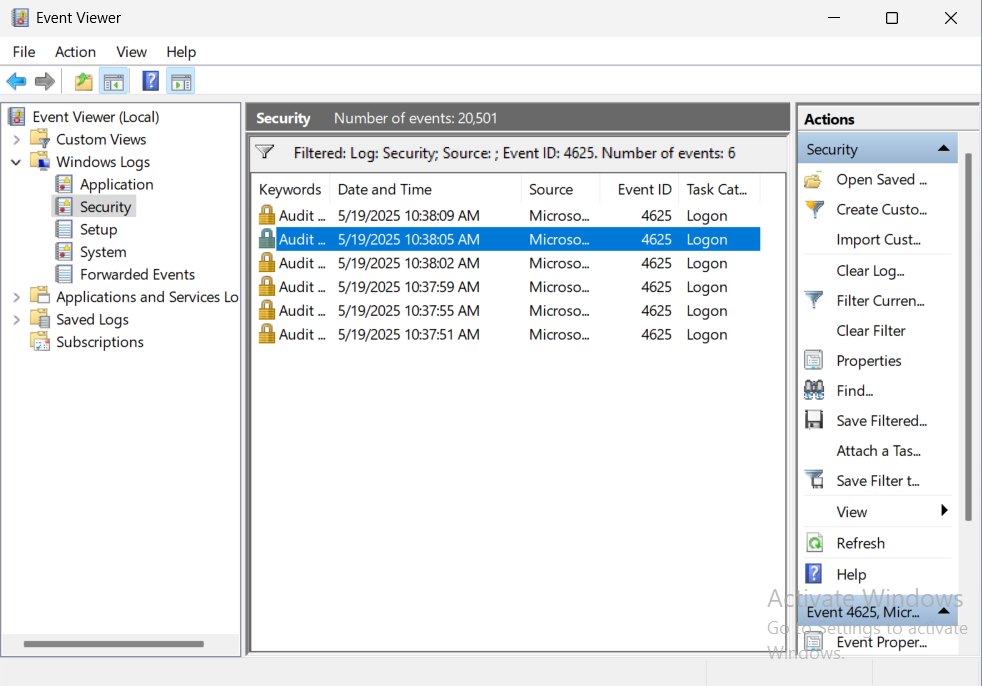 Event Viewer
File Action View Help
Event Viewer (Local)
Custom Views
Windows Logs
Application
Security
Setup
System
Forwarded Events
Applications and Services Lo
Saved Logs
Subscriptions
Security Number of events: 20,501
Filtered: Log: Security; Source: ; Event ID: 4625. Number of events: 6
Keywords Date and Time Source Event ID Task Cat...
Audit ... 5/19/2025 10:38:09 AM Microso... 4625 Logon
Audit ... 5/19/2025 10:38:05 AM Microso... 4625 Logon
Audit ... 5/19/2025 10:38:02 AM Microso... 4625 Logon
Audit ... 5/19/2025 10:37:59 AM Microso... 4625 Logon
Audit ... 5/19/2025 10:37:55 AM Microso... 4625 Logon
Audit ... 5/19/2025 10:37:51 AM Microso... 4625 Logon
Actions
Security
Open Saved ...
Create Custo...
Import Cust...
Clear Log...
Filter Curren...
Clear Filter
Properties
Find...
Save Filtered...
Attach a Tas...
Save Filter t...
View
Refresh
Help
Event 4625, Micr...
Event Proper...
Activate Windows
Go to Settings to activate
Windows.